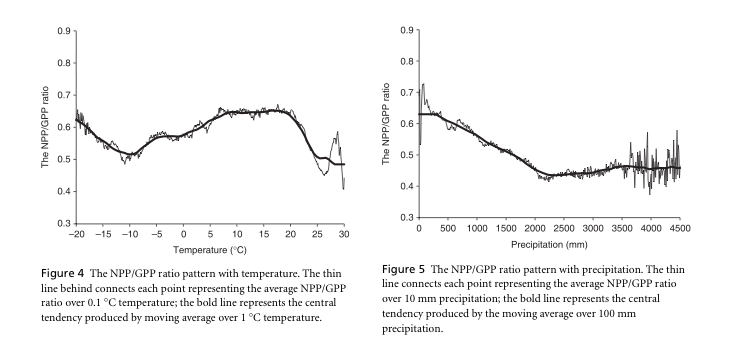 0.9
0.8
0.7
0.6
0.5
0.4
0.3
The NPP/GPP ratio
−20 −15 −10 −5 0 5 10 15 20 25 30
Temperature (°C)
Figure 4 The NPP/GPP ratio pattern with temperature. The thin
line behind connects each point representing the average NPP/GPP
ratio over 0.1 °C temperature; the bold line represents the central
tendency produced by moving average over 1 °C temperature.
0.9
0.8
0.7
0.6
0.5
0.4
0.3
The NPP/GPP ratio
0 500 1000 1500 2000 2500 3000 3500 4000 4500
Precipitation (mm)
Figure 5 The NPP/GPP ratio pattern with precipitation. The thin
line connects each point representing the average NPP/GPP ratio
over 10 mm precipitation; the bold line represents the central
tendency produced by the moving average over 100 mm
precipitation.